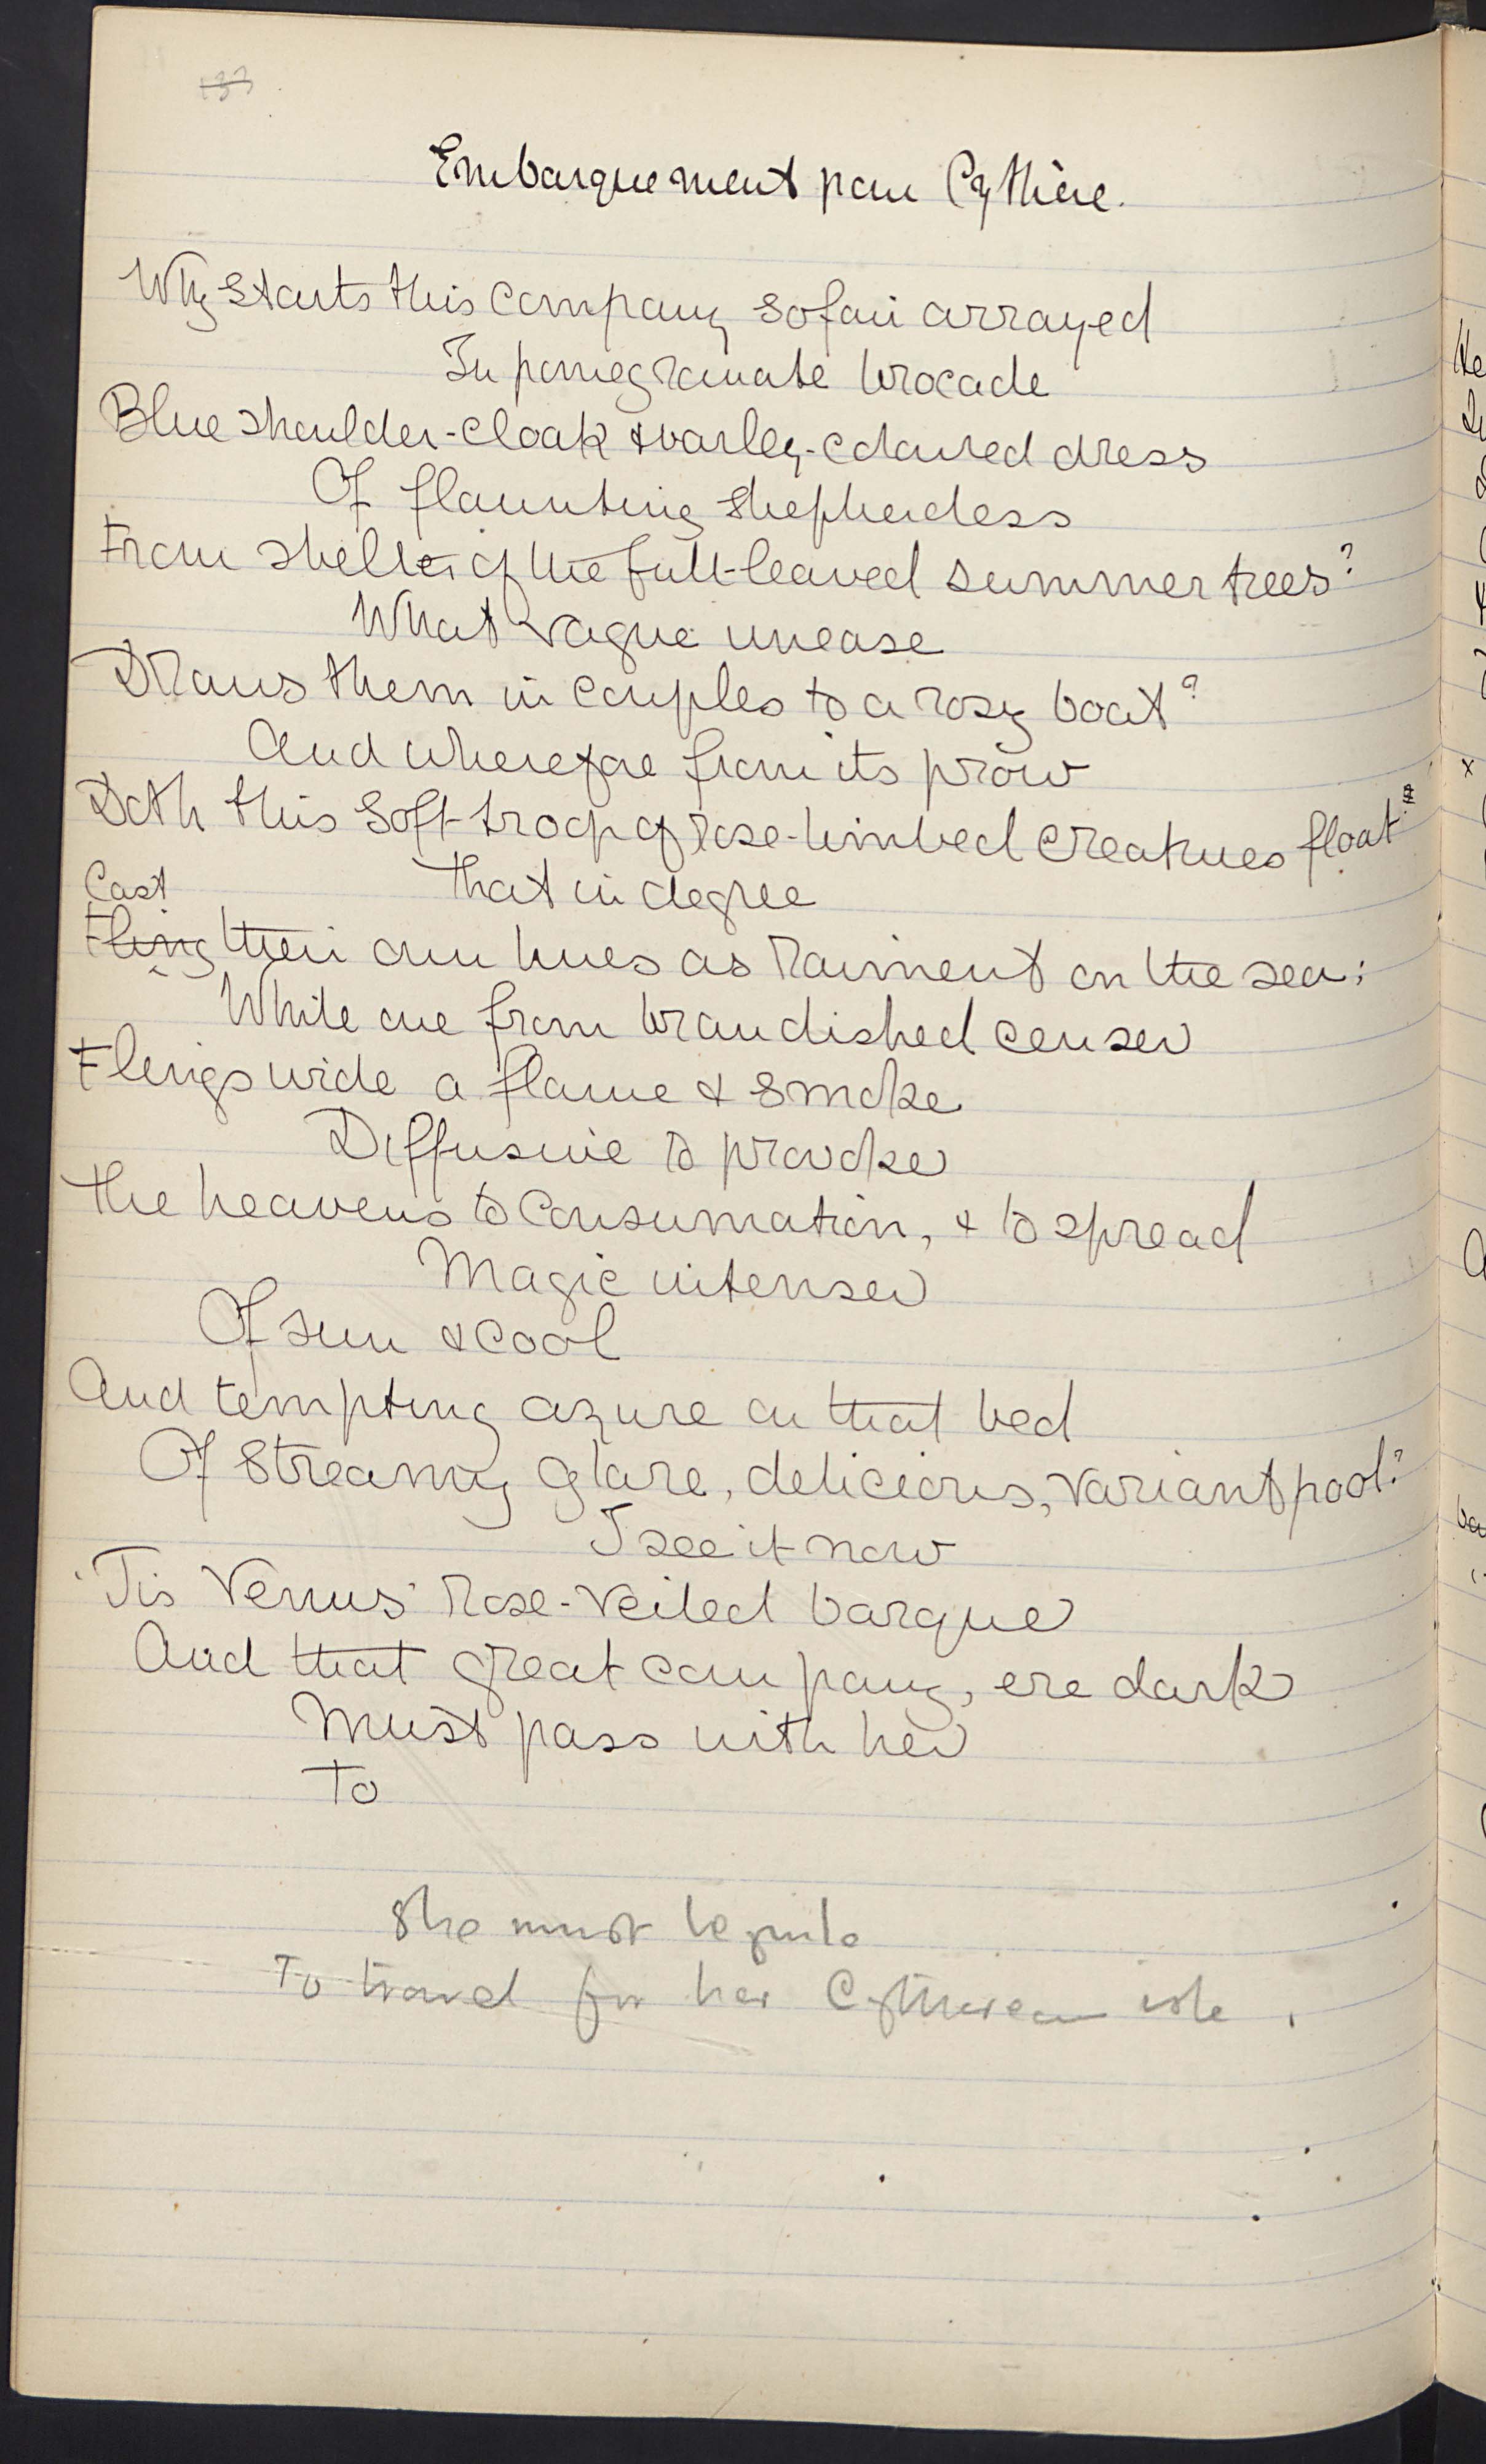 133
Embarquement pour Cythère.
Why starts this company so fair arrayed
In pomegranate brocade
Blue shoulder-cloak & barley-coloured dress
Of flaunting shepherdess
From shelter of the full-leaved summer trees?
What vague unease
Draws them in couples to a rosy boat?
And wherefore from its prow
Doth this soft troop of rose-limbed creatures float
That in degree
Cast
Fling their own hues as raiment on the sea;
While one from brandished censer
Flings wide a flame & smoke
Diffusive to provoke
The heavens to consumation, & to spread
Magic intenser
Of sun & cool
And tempting azure on that bed
Of streamy glare, delicious, variant pool?
I see it now
'Tis Venus' rose-veiled barque
And that great company, ere dark
Must pass with her
To
She must beguile
To travel for her Cytherean isle.